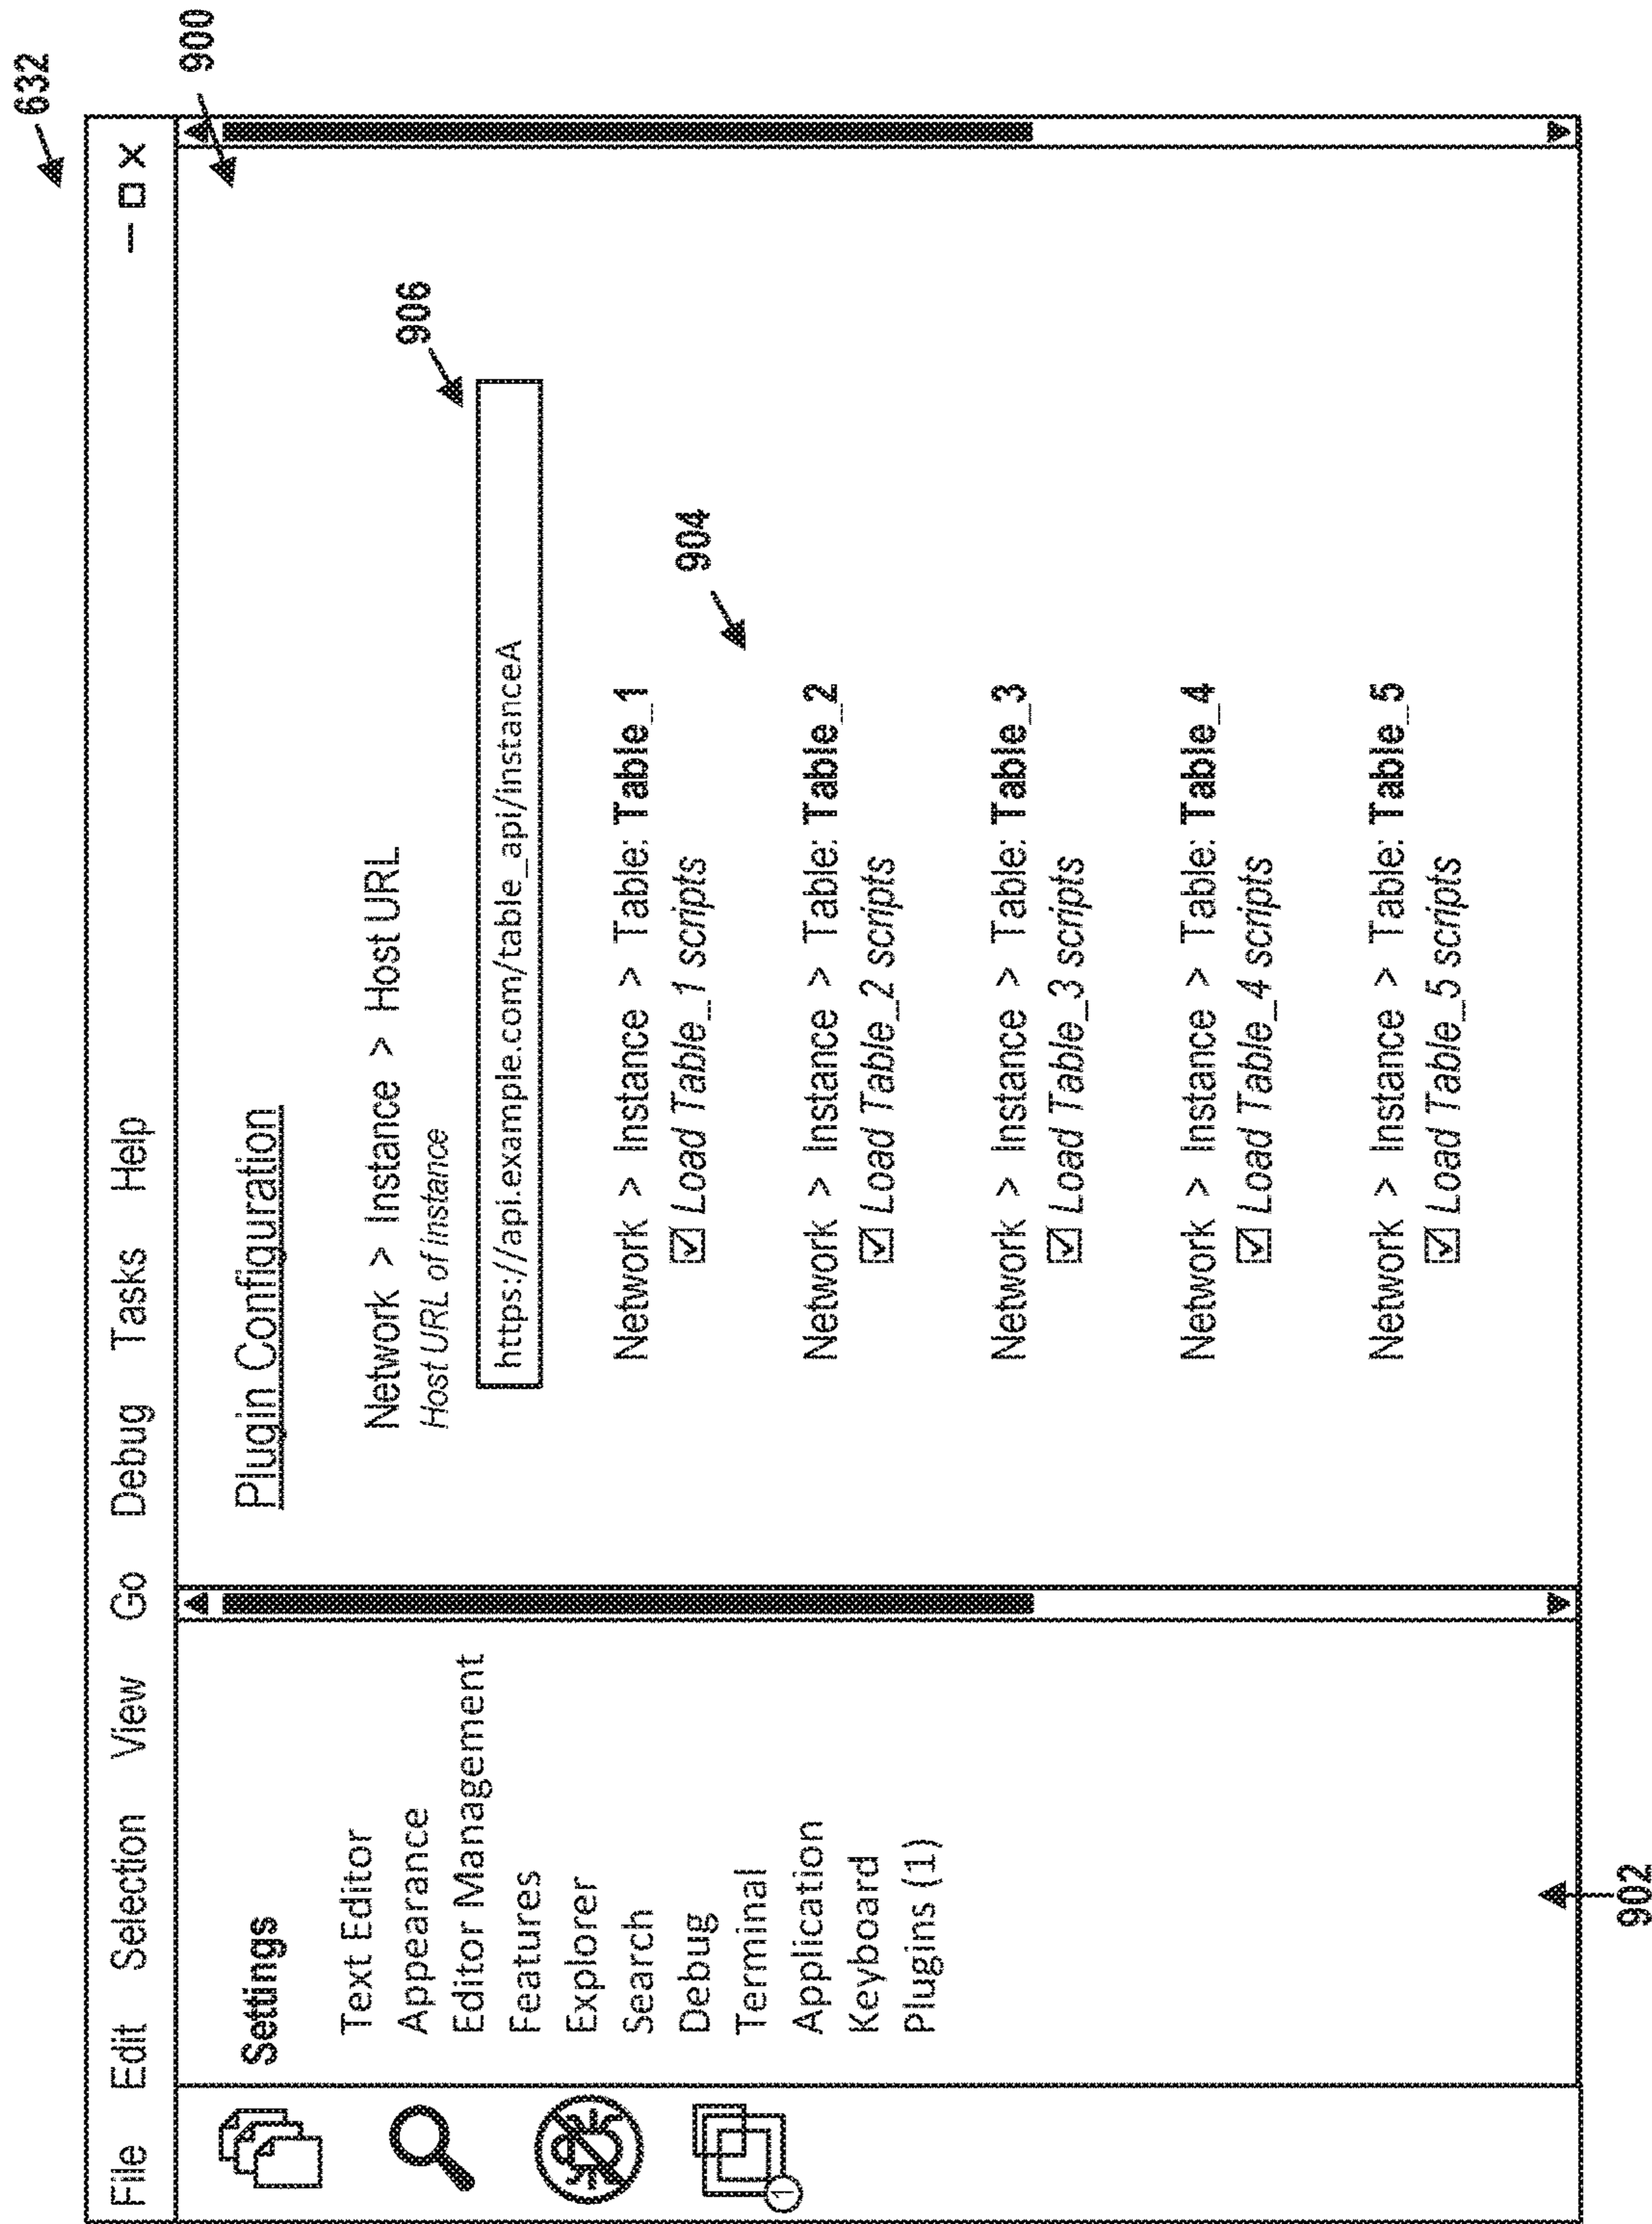 632
File Edit Selection View Go Debug Tasks Help
900
Settings
Text Editor
Appearance
Editor Management
Features
Explorer
Search
Debug
Terminal
Application
Keyboard
Plugins (1)
1
902
Plugin Configuration
Network > Instance > Host URL
Host URL of instance
906
https://api.example.com/table_api/instanceA
Network > Instance > Table: Table_1
Load Table_1 scripts
904
Network > Instance > Table: Table_2
Load Table_2 scripts
Network > Instance > Table: Table_3
Load Table_3 scripts
Network > Instance > Table: Table_4
Load Table_4 scripts
Network > Instance > Table: Table_5
Load Table_5 scripts